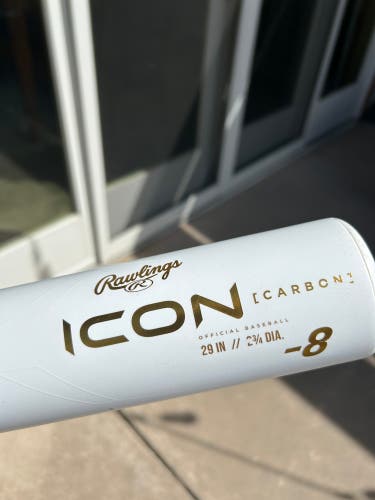 Rawlings
R
ICON [CARBON]
OFFICIAL BASEBALL
29 IN // 2¾ DIA.
-8